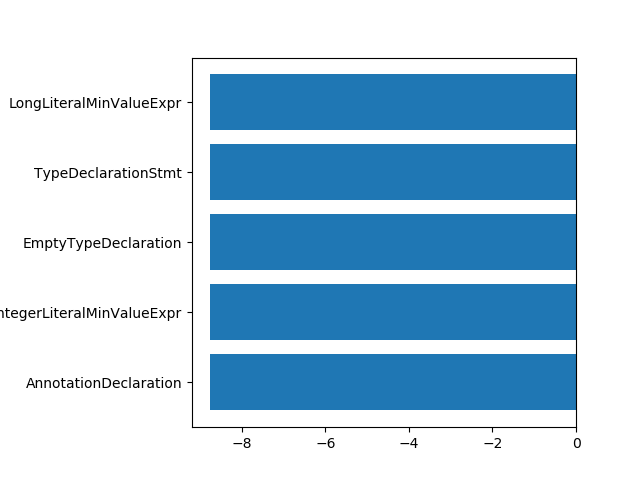 LongLiteralMinValueExpr
TypeDeclarationStmt
EmptyTypeDeclaration
ntegerLiteralMinValueExpr
AnnotationDeclaration
−8 −6 −4 −2 0